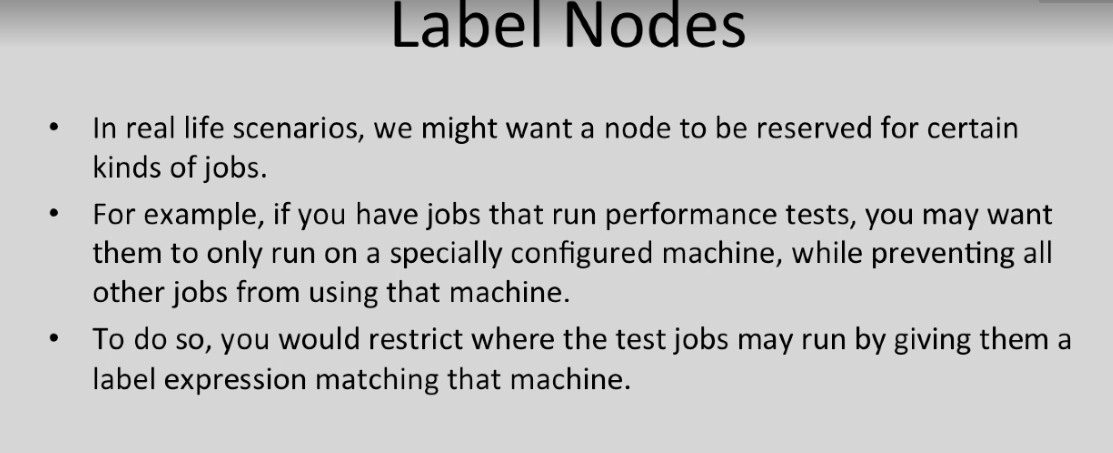 Label Nodes
• In real life scenarios, we might want a node to be reserved for certain
kinds of jobs.
• For example, if you have jobs that run performance tests, you may want
them to only run on a specially configured machine, while preventing all
other jobs from using that machine.
• To do so, you would restrict where the test jobs may run by giving them a
label expression matching that machine.